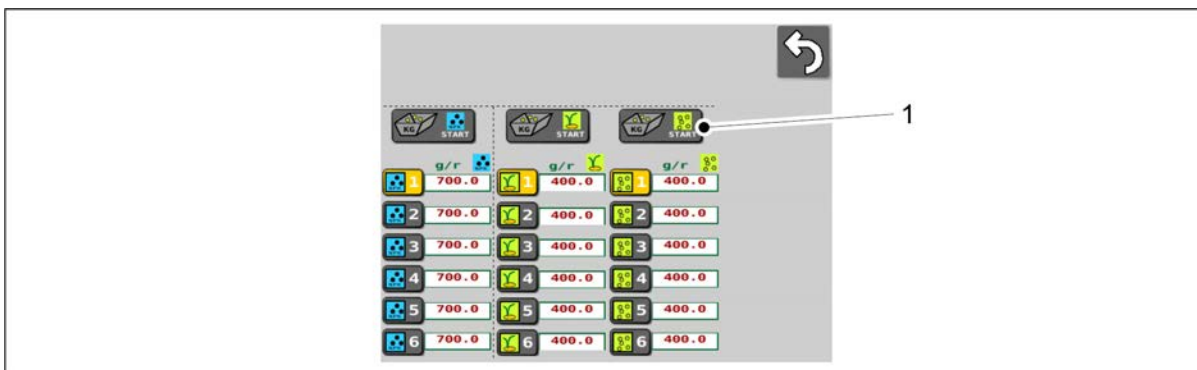 KG START KG START KG START 1
g/r g/r g/r
1 700.0 1 400.0 1 400.0
2 700.0 2 400.0 2 400.0
3 700.0 3 400.0 3 400.0
4 700.0 4 400.0 4 400.0
5 700.0 5 400.0 5 400.0
6 700.0 6 400.0 6 400.0